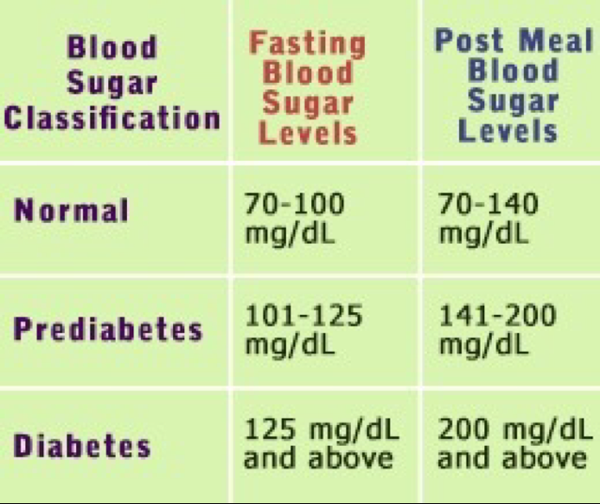 Blood
Sugar
Classification
Fasting
Blood
Sugar
Levels
Post Meal
Blood
Sugar
Levels
Normal
70-100
mg/dL
70-140
mg/dL
Prediabetes
101-125
mg/dL
141-200
mg/dL
Diabetes
125 mg/dL
and above
200 mg/dL
and above